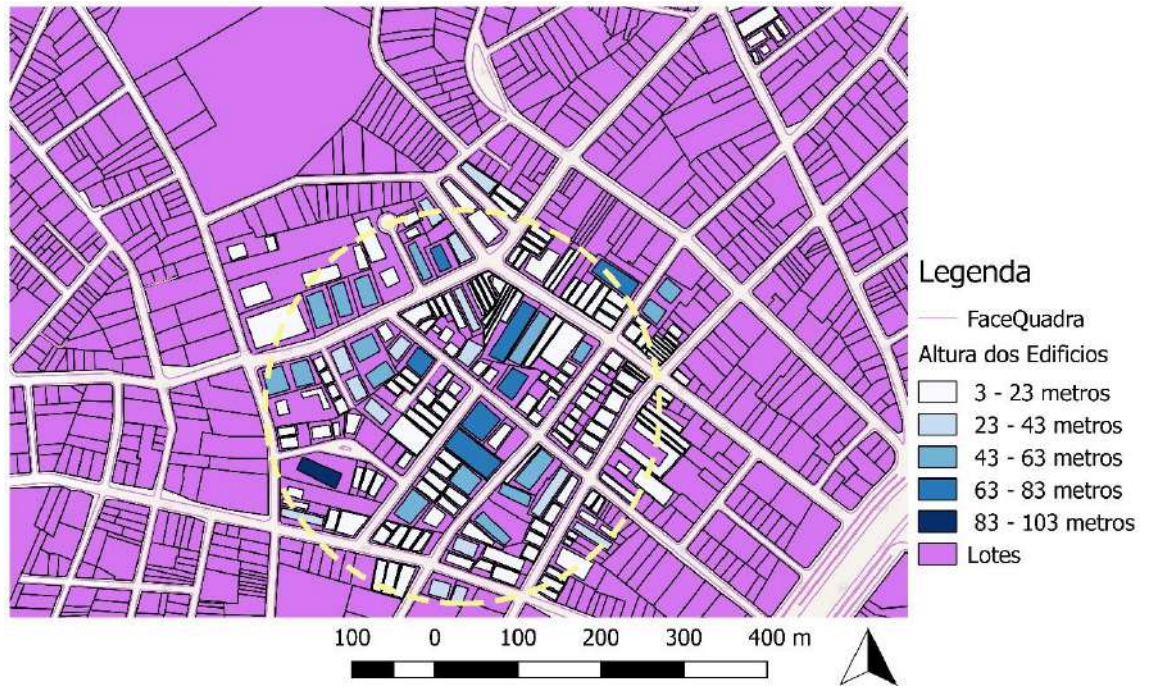 Legenda
FaceQuadra
Altura dos Edificios
3 - 23 metros
23 - 43 metros
43 - 63 metros
63 - 83 metros
83 - 103 metros
Lotes
100 0 100 200 300 400 m